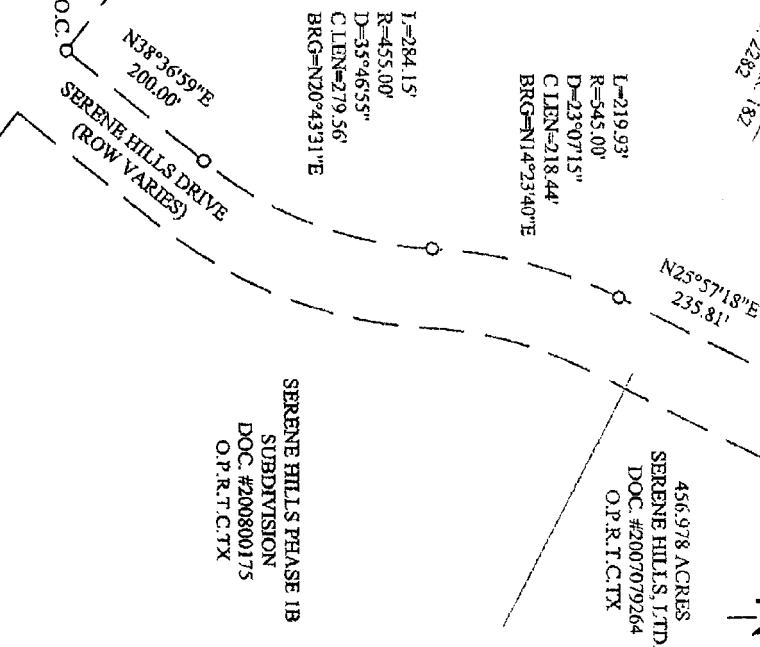 O.C.
N38°36'59"E
200.00'
SERENE HILLS DRIVE
(ROW VARIES)
L=284.15'
R=455.00'
D=35°46'55"
C LEN=279.56'
BRG=N20°43'31"E
L=219.93'
R=545.00'
D=23°07'15"
C LEN=218.44'
BRG=N14°23'40"E
N25°57'18"E
235.81'
2282
782
SERENE HILLS PHASE 1B
SUBDIVISION
DOC. #200800175
O.P.R.T.C.TX
456.978 ACRES
SERENE HILLS, LTD.
DOC. #2007079264
O.P.R.T.C.TX